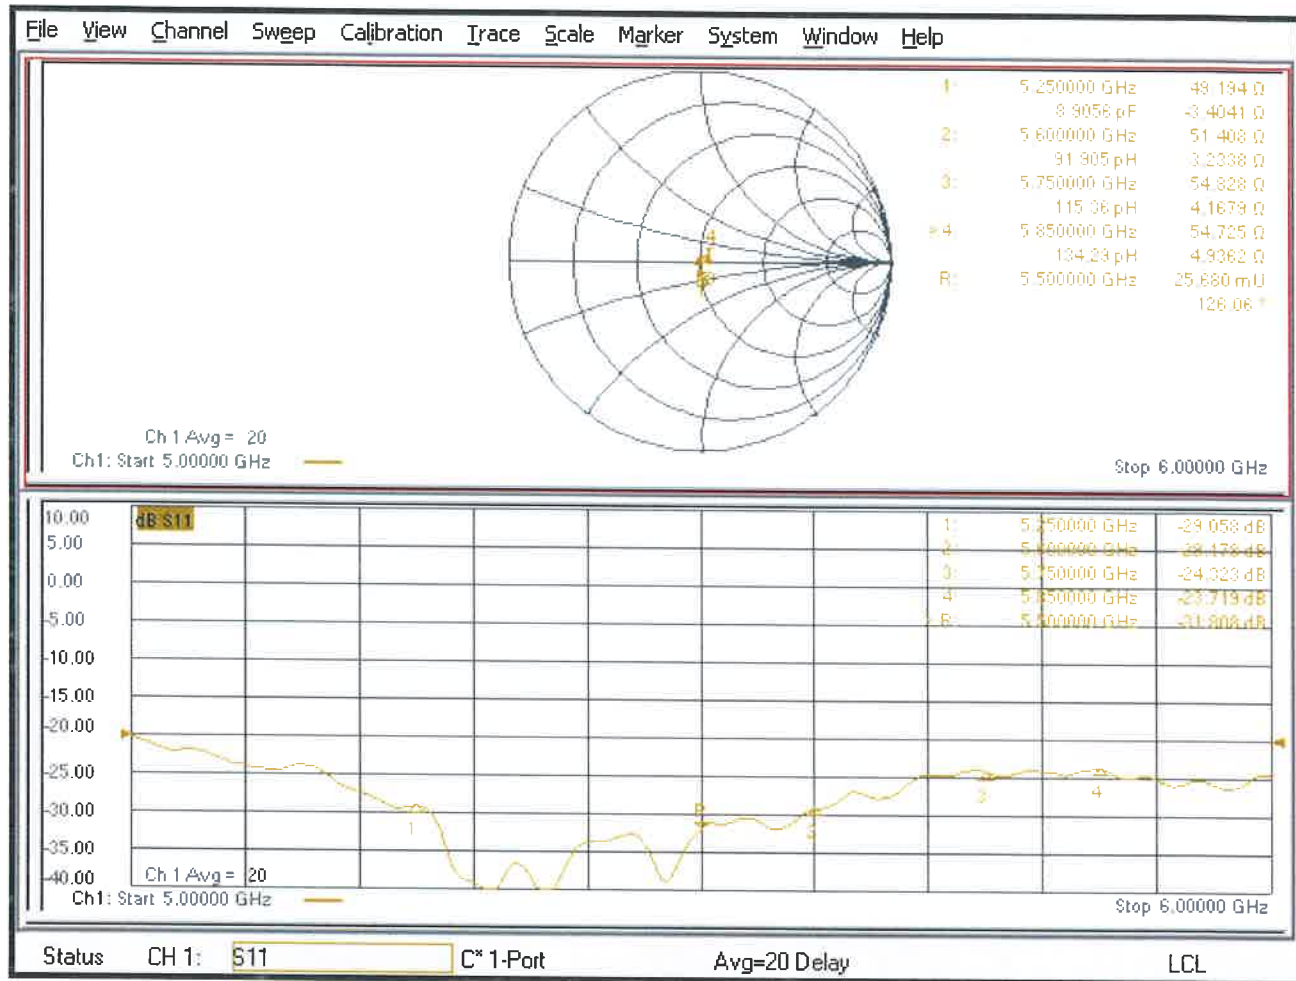 File View Channel Sweep Calibration Trace Scale Marker System Window Help
1: 5.250000 GHz 49.194 Ω
8.9056 pF -3.4041 Ω
2: 5.600000 GHz 51.408 Ω
91.905 pH 3.2338 Ω
3: 5.750000 GHz 54.828 Ω
115.36 pH 4.1679 Ω
>4: 5.850000 GHz 54.725 Ω
134.29 pH 4.9362 Ω
R: 5.500000 GHz 25.680 mU
126.06 °
4
Ch 1 Avg = 20
Ch1: Start 5.00000 GHz
Stop 6.00000 GHz
10.00 dB S11
5.00
0.00
-5.00
-10.00
-15.00
-20.00
-25.00
-30.00
-35.00
-40.00
1: 5.250000 GHz -29.058 dB
2: 5.600000 GHz -28.178 dB
3: 5.750000 GHz -24.323 dB
4: 5.850000 GHz -23.719 dB
> R: 5.500000 GHz -31.808 dB
1
R
3
4
Ch 1 Avg = 20
Ch1: Start 5.00000 GHz
Stop 6.00000 GHz
Status CH 1: S11 C* 1-Port Avg=20 Delay LCL